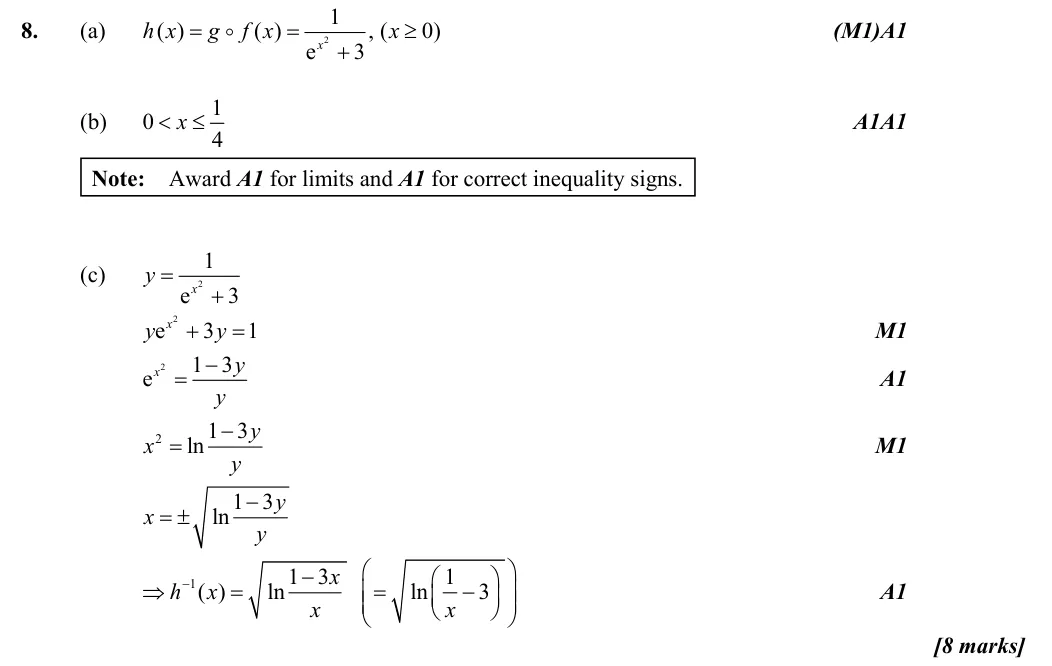 8. (a) h(x) = g ∘ f(x) = 1/(e^(x²) + 3), (x ≥ 0) (M1)A1
(b) 0 < x ≤ 1/4 A1A1
Note: Award A1 for limits and A1 for correct inequality signs.
(c) y = 1/(e^(x²) + 3)
ye^(x²) + 3y = 1 M1
e^(x²) = (1 − 3y)/y A1
x² = ln (1 − 3y)/y M1
x = ±√(ln (1 − 3y)/y)
⇒ h⁻¹(x) = √(ln (1 − 3x)/x) (= √(ln(1/x − 3))) A1
[8 marks]